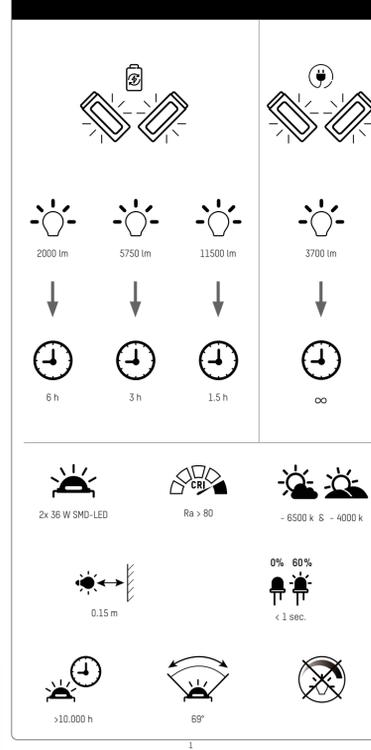 2000 lm 5750 lm 11500 lm 3700 lm
6 h 3 h 1.5 h ∞
CRI
2x 36 W SMD-LED Ra > 80 ~ 6500 k & ~ 4000 k
0% 60%
0.15 m < 1 sec.
>10.000 h 69°
1